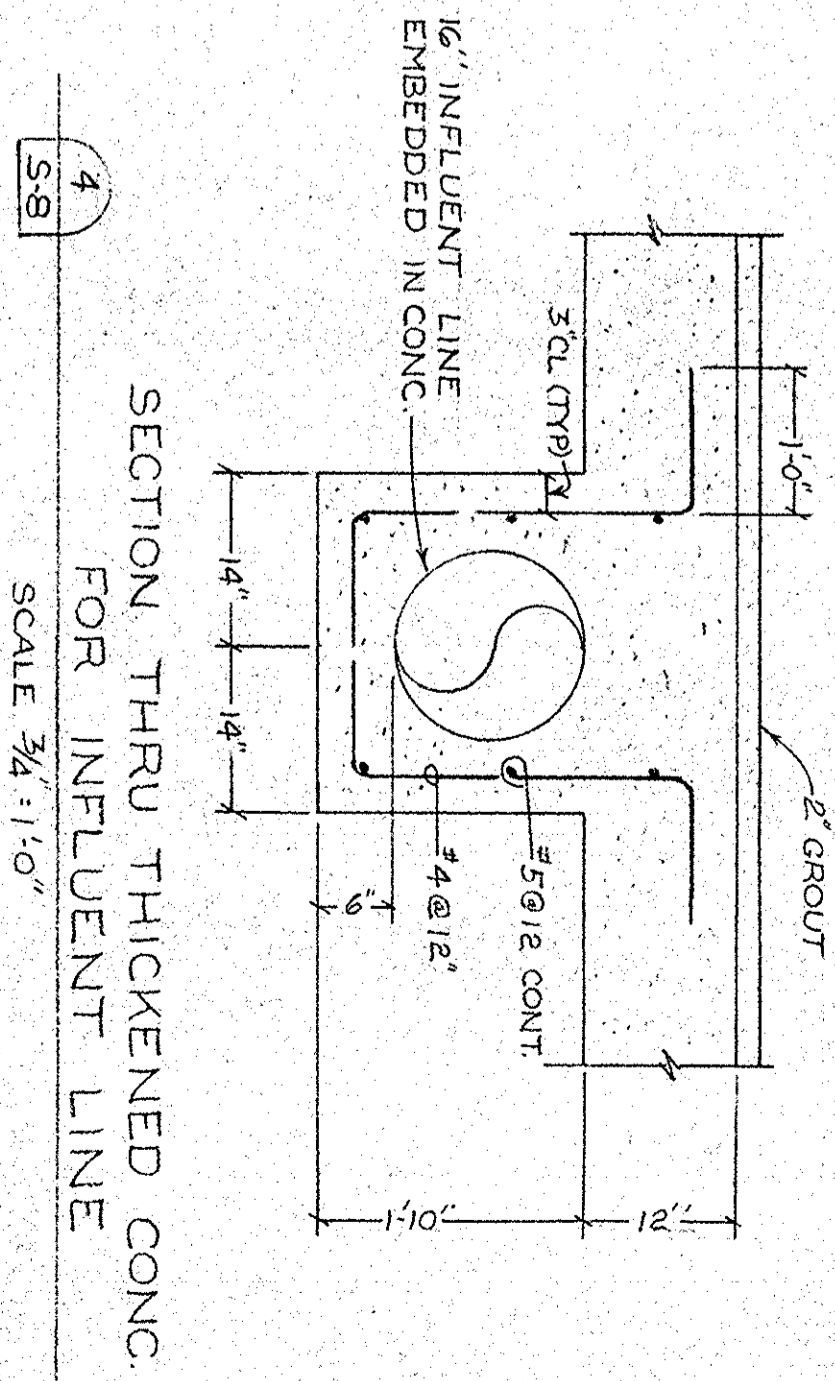 2" GROUT
1'-0"
3"CL (TYP)
16" INFLUENT LINE
EMBEDDED IN CONC.
#5@12 CONT.
#4@12"
12"
1'-10"
6"
14"
14"
SECTION THRU THICKENED CONC.
FOR INFLUENT LINE
SCALE 3/4" : 1'-0"
4
S-8